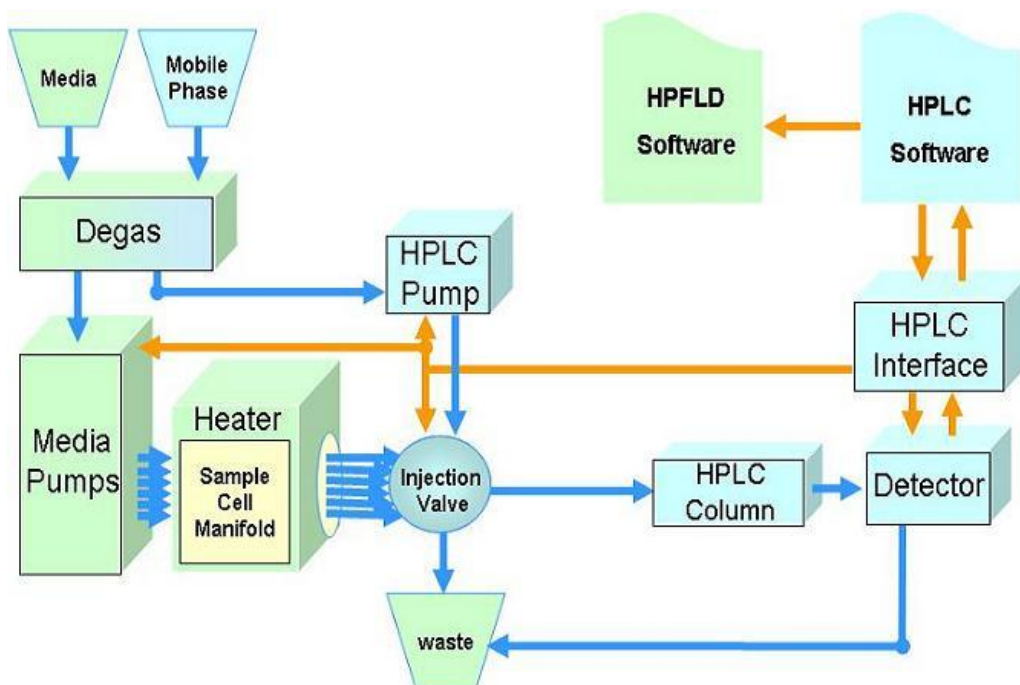 Media
Mobile
Phase
HPFLD
Software
HPLC
Software
Degas
HPLC
Pump
HPLC
Interface
Media
Pumps
Heater
Sample
Cell
Manifold
Injection
Valve
HPLC
Column
Detector
waste